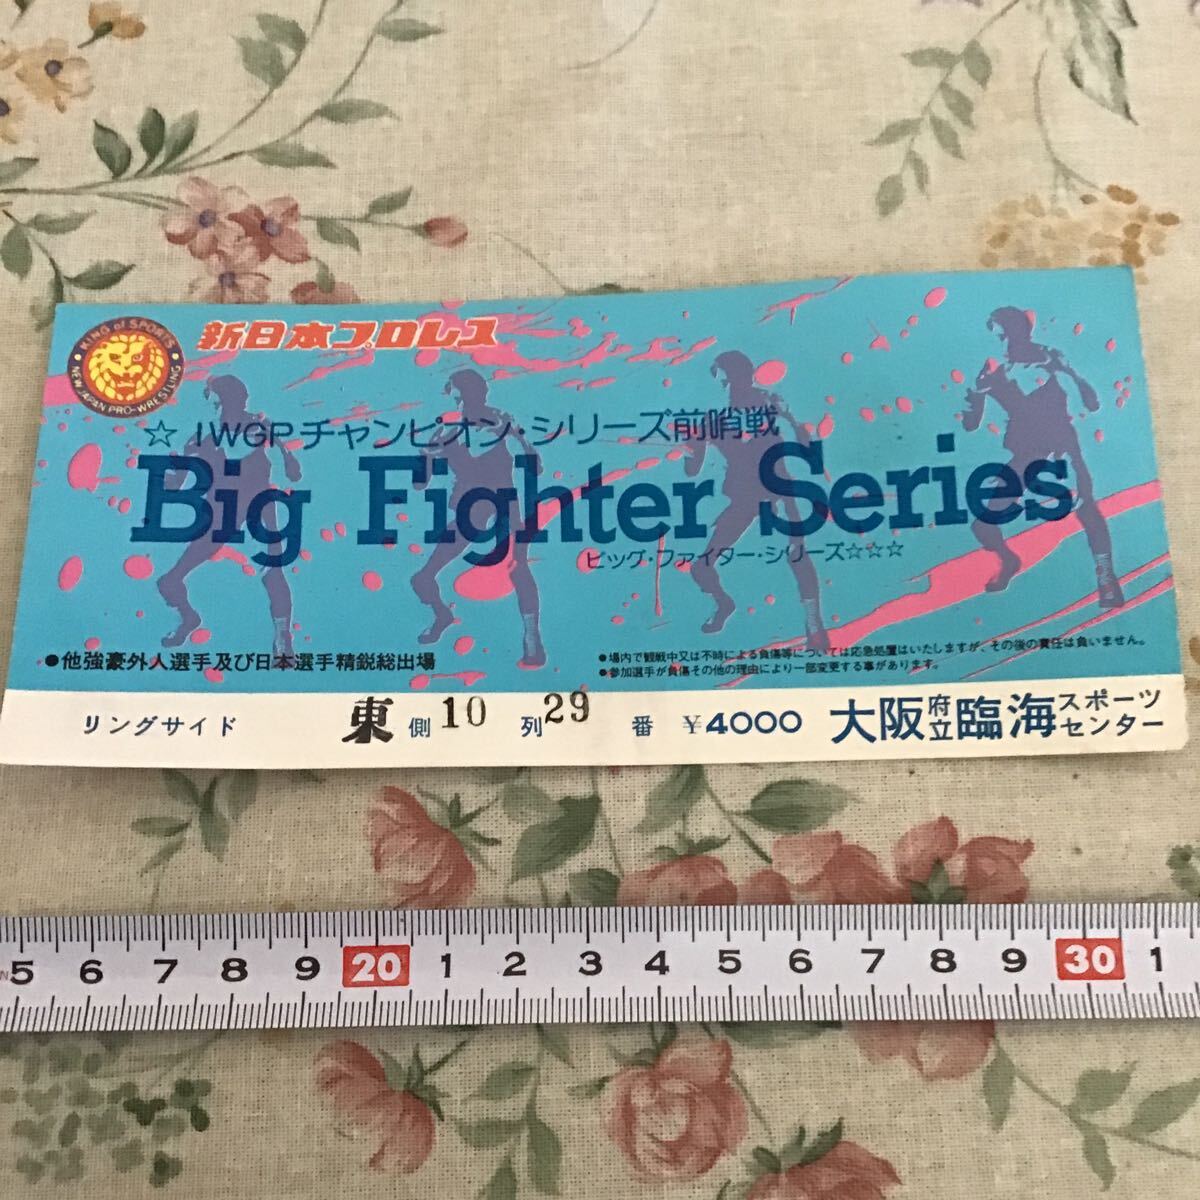 KING of SPORTS
NEW JAPAN PRO-WRESTLING
新日本プロレス
☆IWGPチャンピオン・シリーズ前哨戦
Big Fighter Series
ビッグ・ファイター・シリーズ☆☆☆
●他強豪外人選手及び日本選手精鋭総出場
●場内で観戦中又は不時による負傷等については応急処置はいたしますが、その後の責任は負いません。
●参加選手が負傷その他の理由により一部変更する事があります。
リングサイド 東側10列29番 ¥4000 大阪府立臨海スポーツセンター
5 6 7 8 9 20 1 2 3 4 5 6 7 8 9 30 1